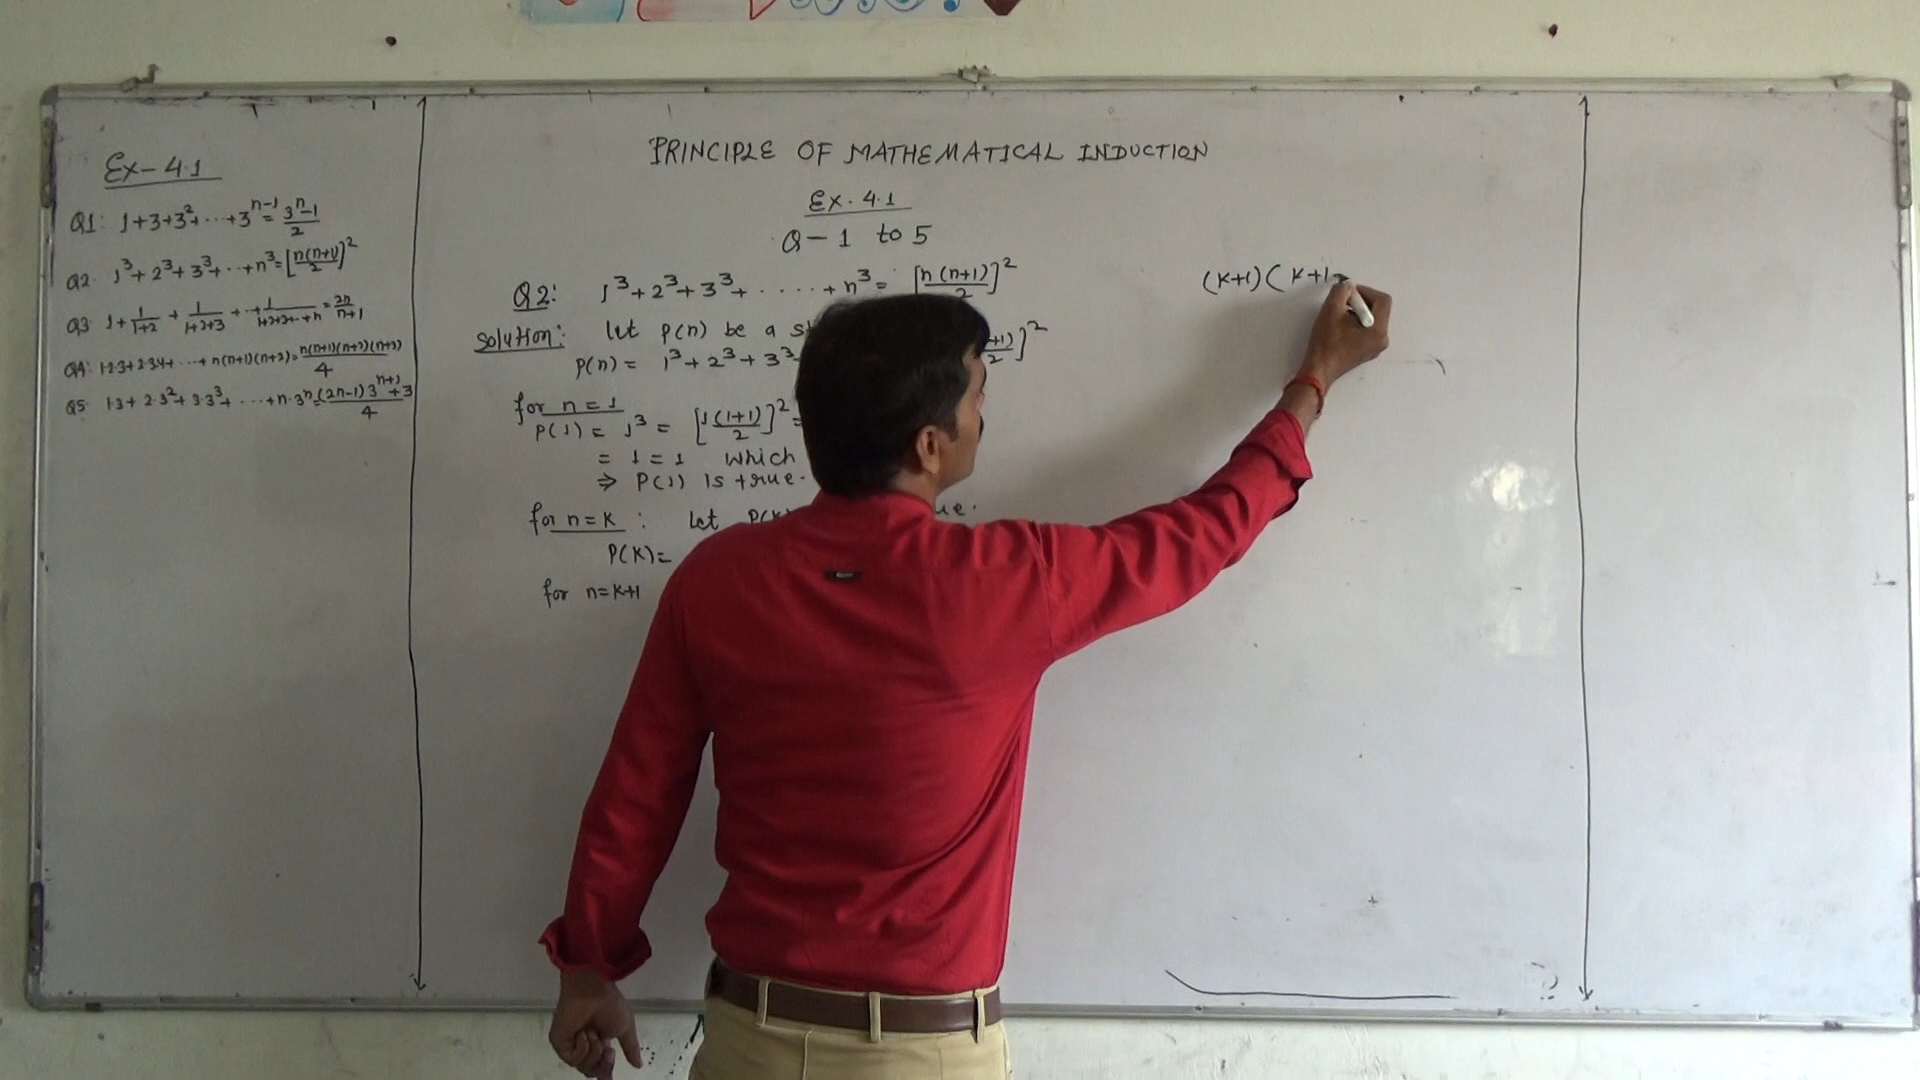 Ex-4.1
Q1: 1+3+3²+...+3ⁿ⁻¹ = (3ⁿ-1)/2
Q2. 1³+2³+3³+...+n³ = [n(n+1)/2]²
Q3. 1+1/(1+2)+1/(1+2+3)+...+1/(1+2+3+...+n) = 2n/(n+1)
Q4: 1.2.3+2.3.4+...+n(n+1)(n+2) = n(n+1)(n+2)(n+3)/4
Q5. 1.3+2.3²+3.3³+...+n.3ⁿ = ((2n-1)3ⁿ⁺¹+3)/4
PRINCIPLE OF MATHEMATICAL INDUCTION
Ex. 4.1
Q-1 to 5
Q2: 1³+2³+3³+.....+n³ = [n(n+1)/2]²
Solution: let P(n) be a
P(n) = 1³+2³+3³ +1)/2]²
for n=1
P(1) = 1³ = [1(1+1)/2]² =
= 1 = 1 which
⇒ P(1) is true.
for n=K : Let P(K)
P(K)=
for n=K+1
(K+1)(K+1